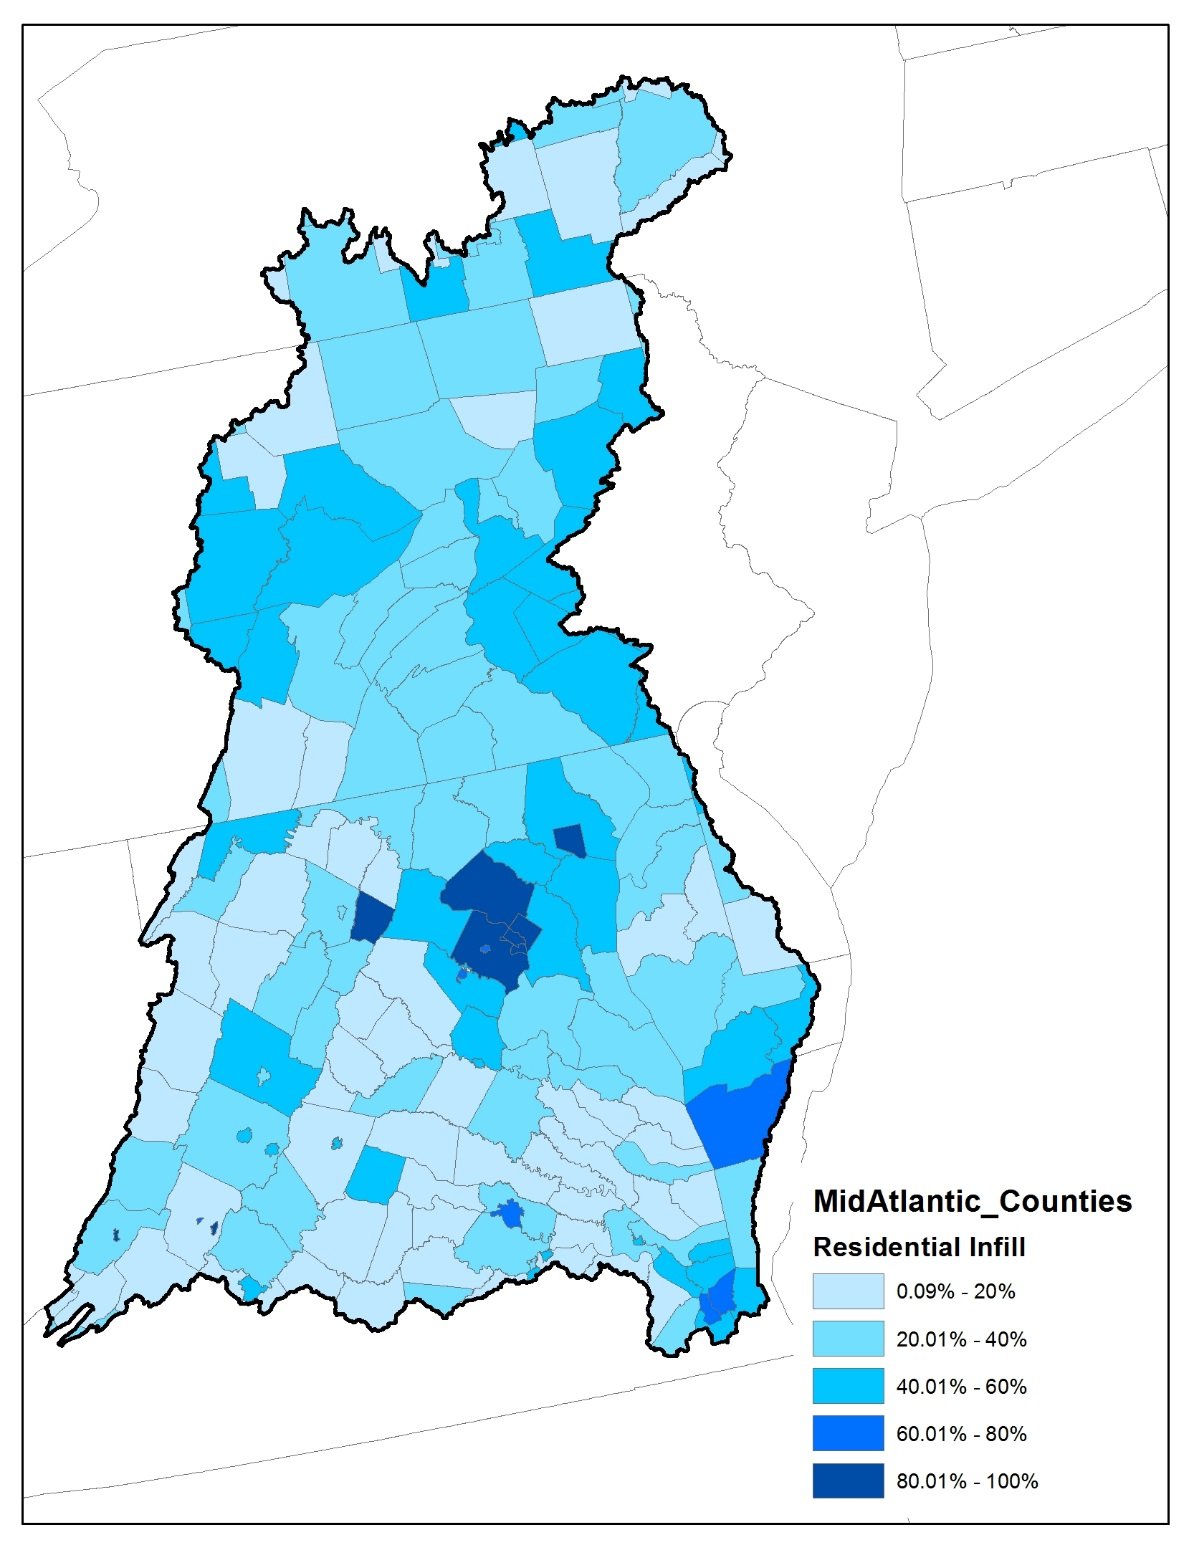 MidAtlantic_Counties
Residential Infill
0.09% - 20%
20.01% - 40%
40.01% - 60%
60.01% - 80%
80.01% - 100%